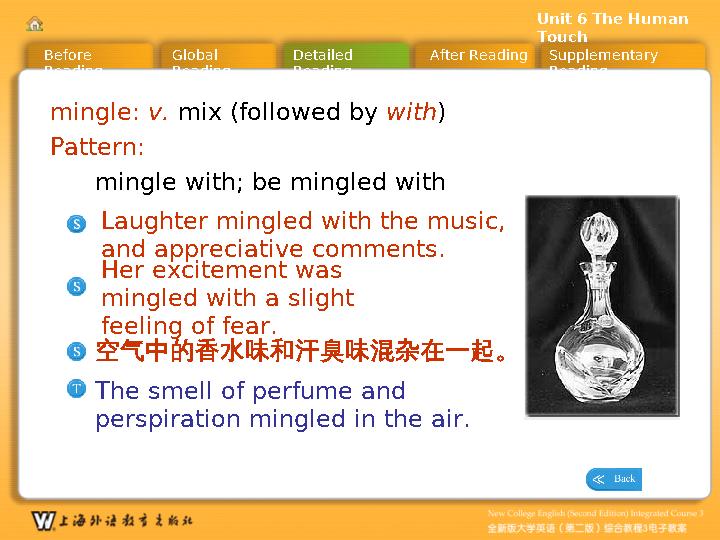 Unit 6 The Human
Touch
Before
Reading
Global
Reading
Detailed
Reading
After Reading
Supplementary
Reading
mingle: v. mix (followed by with)
Pattern:
mingle with; be mingled with
S
Laughter mingled with the music,
and appreciative comments.
S
Her excitement was
mingled with a slight
feeling of fear.
S
空气中的香水味和汗臭味混杂在一起。
T
The smell of perfume and
perspiration mingled in the air.
≪ Back
W 上海外语教育出版社
New College English (Second Edition) Integrated Course 3
全新版大学英语（第二版）综合教程3电子教案